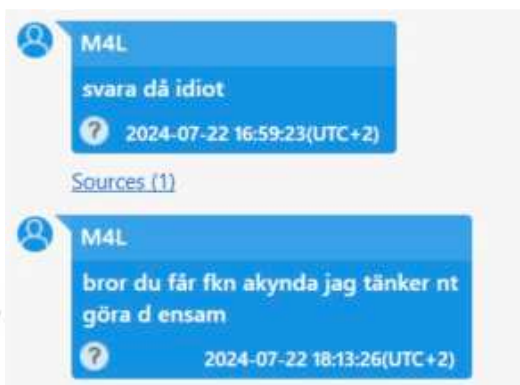 M4L
svara då idiot
2024-07-22 16:59:23(UTC+2)
Sources (1)
M4L
bror du får fkn akynda jag tänker nt
göra d ensam
2024-07-22 18:13:26(UTC+2)